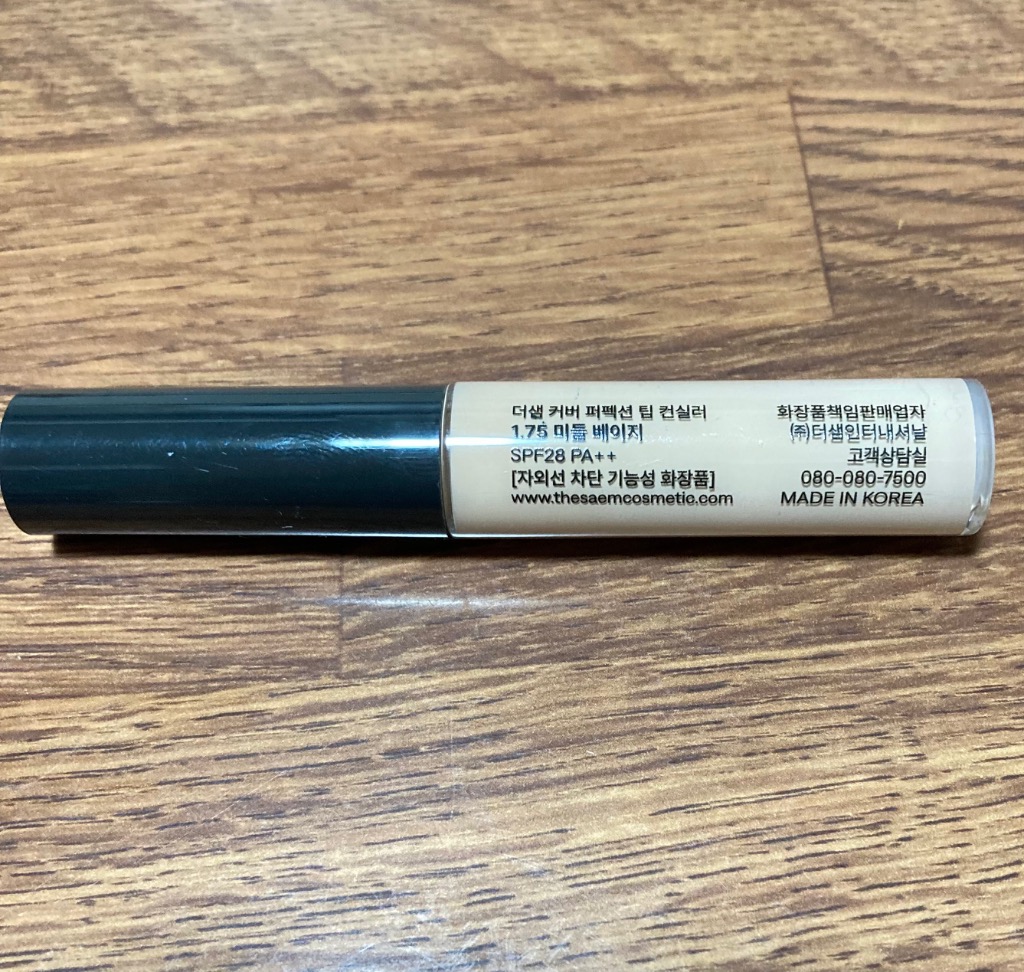 더샘 커버 퍼펙션 팁 컨실러
1.75 미들 베이지
SPF28 PA++
[자외선 차단 기능성 화장품]
www.thesaemcosmetic.com
화장품책임판매업자
㈜더샘인터내셔날
고객상담실
080-080-7500
MADE IN KOREA